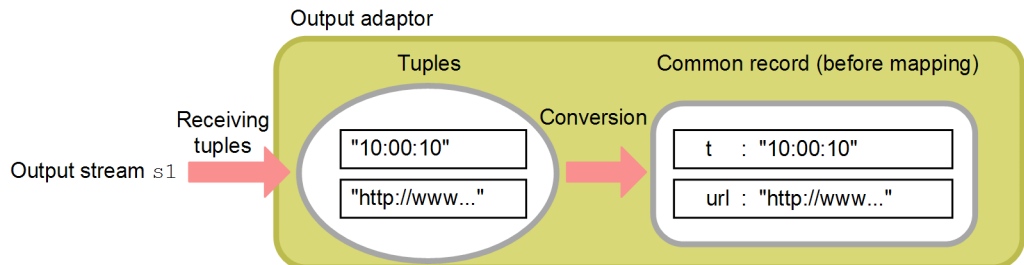 Output adaptor
Tuples
Common record (before mapping)
Receiving
tuples
Conversion
Output stream s1
"10:00:10"
"http://www..."
t : "10:00:10"
url : "http://www..."